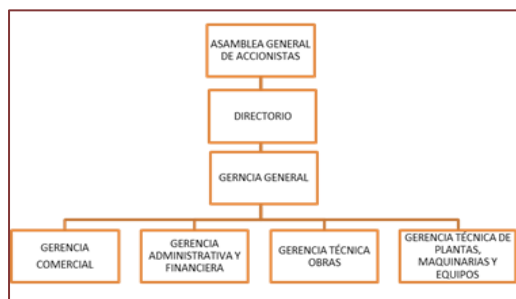 ASAMBLEA GENERAL
DE ACCIONISTAS
DIRECTORIO
GERNCIA GENERAL
GERENCIA
COMERCIAL
GERENCIA
ADMINISTRATIVA Y
FINANCIERA
GERENCIA TÉCNICA
OBRAS
GERENCIA TÉCNICA DE
PLANTAS,
MAQUINARIAS Y
EQUIPOS